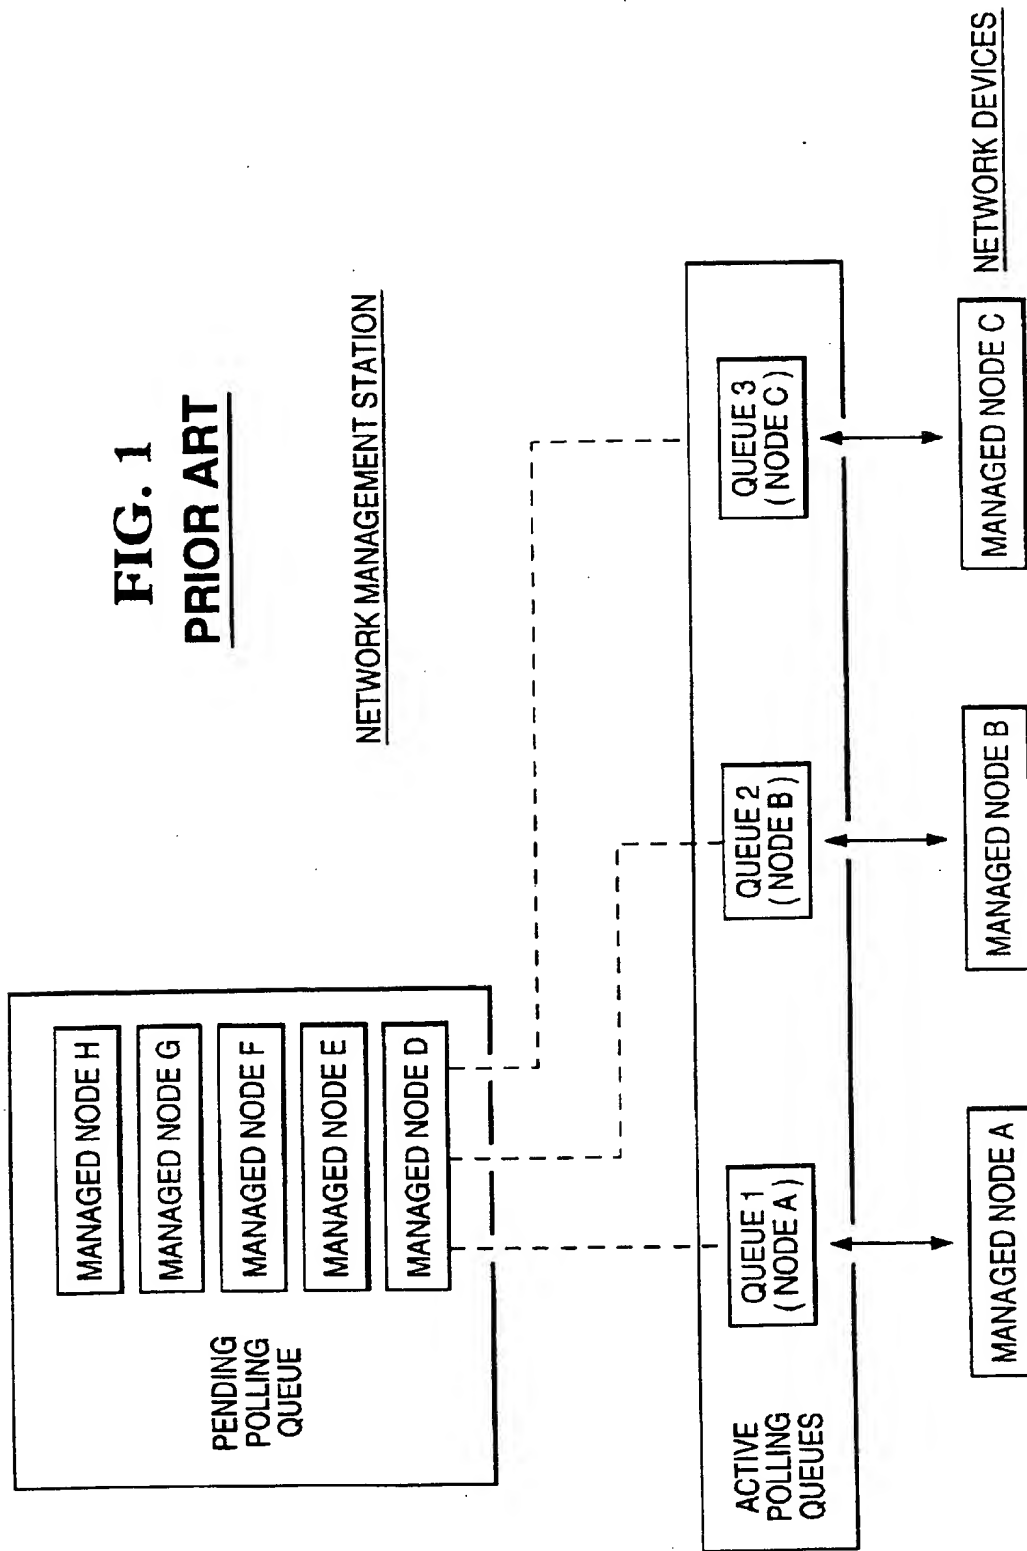 FIG. 1
PRIOR ART
NETWORK MANAGEMENT STATION
PENDING
POLLING
QUEUE
MANAGED NODE H
MANAGED NODE G
MANAGED NODE F
MANAGED NODE E
MANAGED NODE D
ACTIVE
POLLING
QUEUES
QUEUE 1
( NODE A )
QUEUE 2
( NODE B )
QUEUE 3
( NODE C )
MANAGED NODE A
MANAGED NODE B
MANAGED NODE C
NETWORK DEVICES